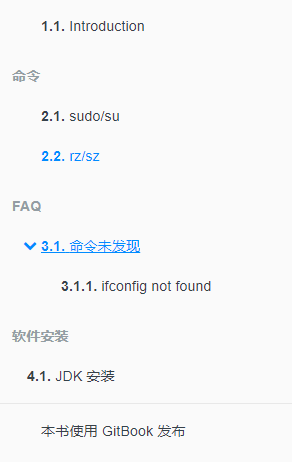 1.1. Introduction
命令
2.1. sudo/su
2.2. rz/sz
FAQ
3.1. 命令未发现
3.1.1. ifconfig not found
软件安装
4.1. JDK 安装
本书使用 GitBook 发布